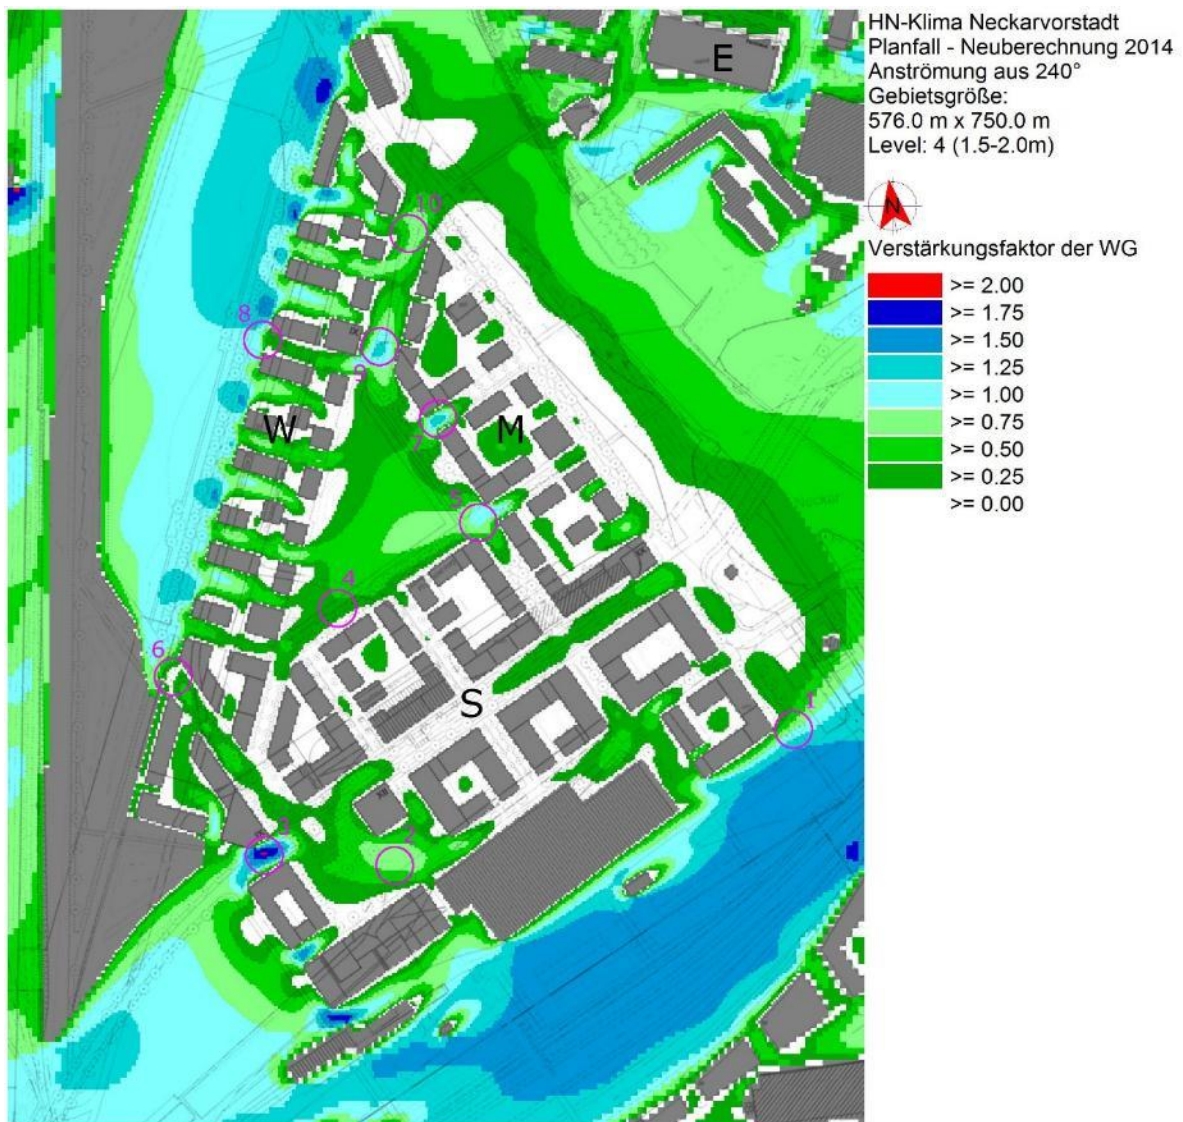 HN-Klima Neckarvorstadt
Planfall - Neuberechnung 2014
Anströmung aus 240°
Gebietsgröße:
576.0 m x 750.0 m
Level: 4 (1.5-2.0m)
N
Verstärkungsfaktor der WG
>= 2.00
>= 1.75
>= 1.50
>= 1.25
>= 1.00
>= 0.75
>= 0.50
>= 0.25
>= 0.00
E
10
8
9
W
7
M
5
4
6
S
1
3
2